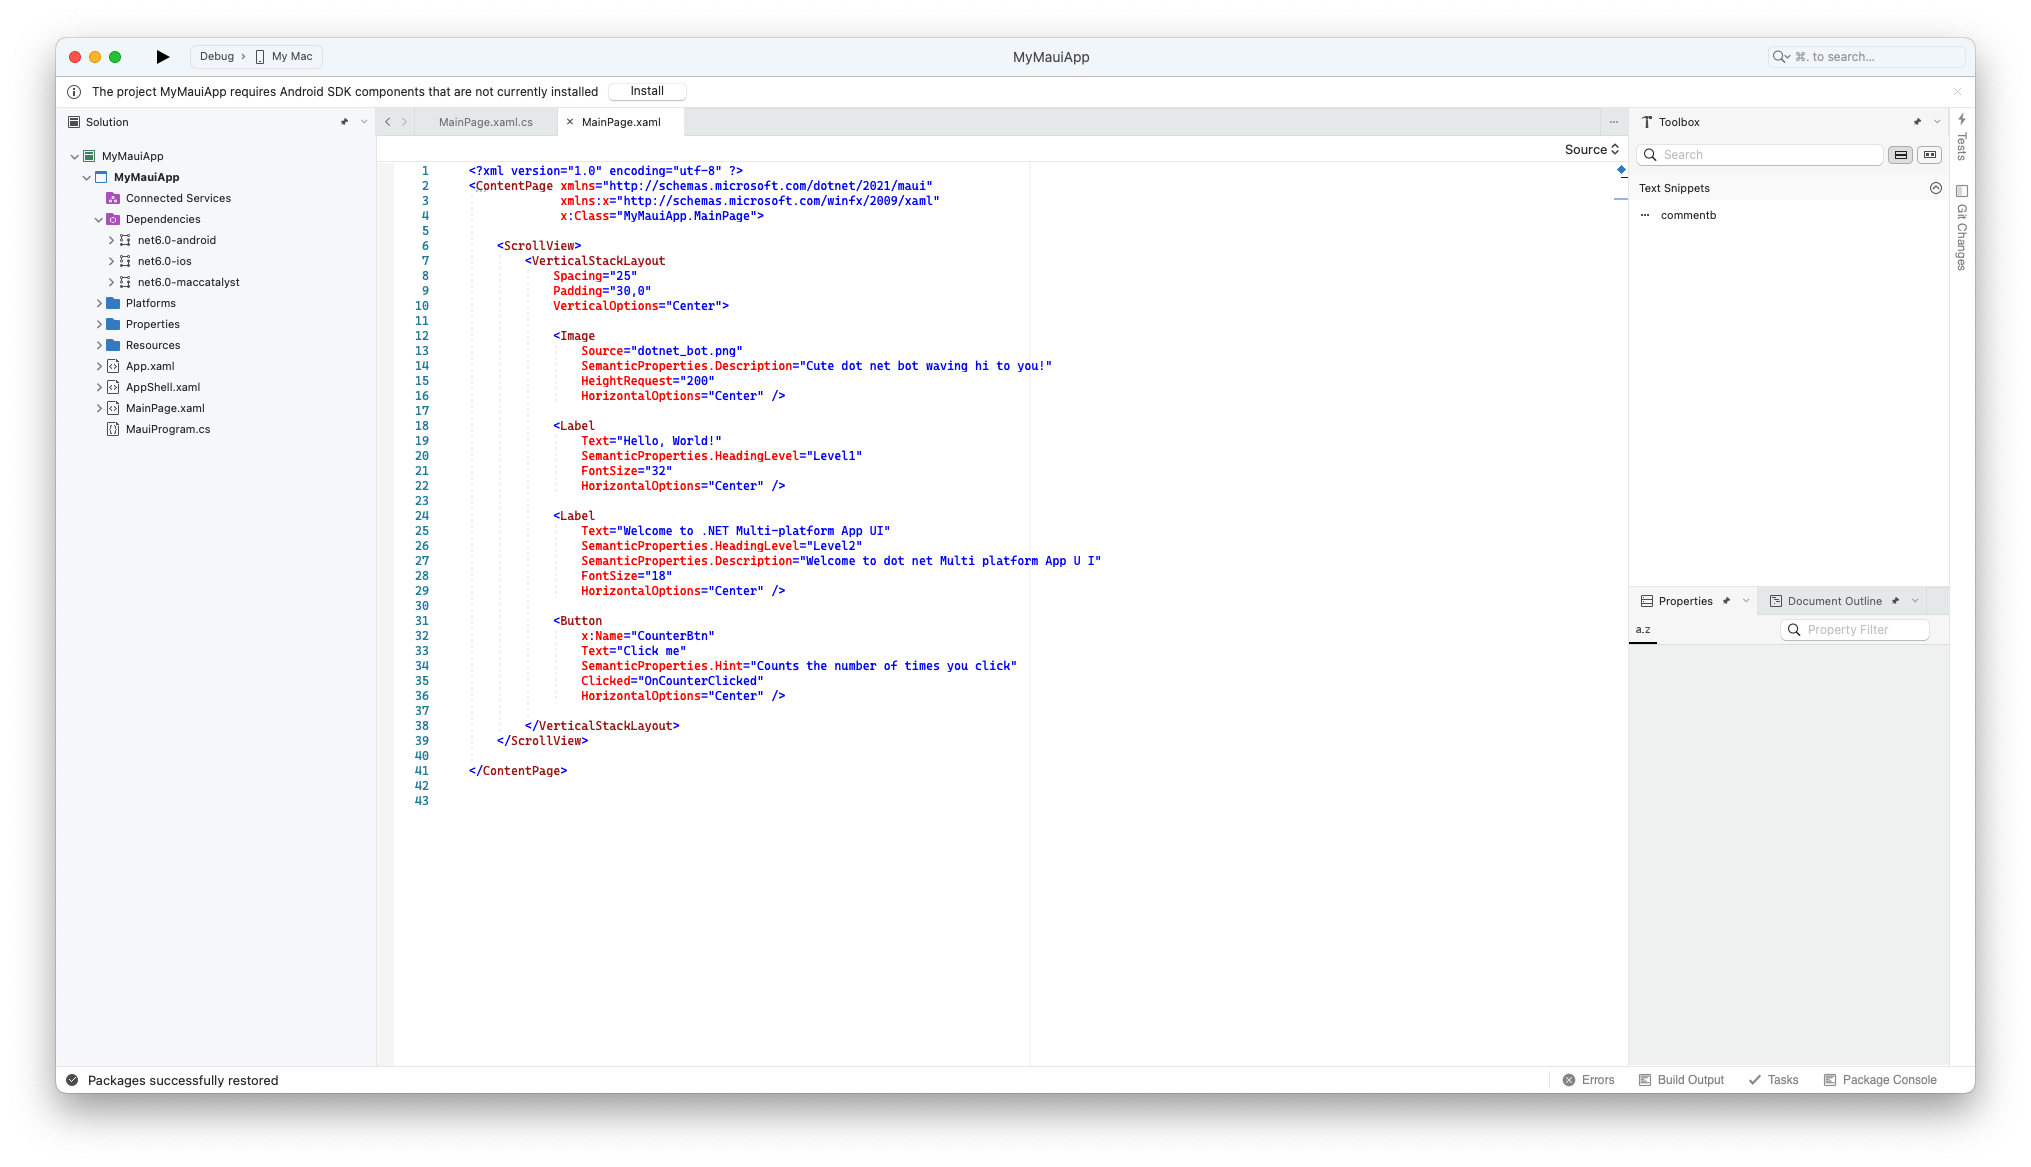 Debug › My Mac
MyMauiApp
⌘. to search...
The project MyMauiApp requires Android SDK components that are not currently installed
Install
Solution
MyMauiApp
MyMauiApp
Connected Services
Dependencies
net6.0-android
net6.0-ios
net6.0-maccatalyst
Platforms
Properties
Resources
App.xaml
AppShell.xaml
MainPage.xaml
MauiProgram.cs
MainPage.xaml.cs
MainPage.xaml
Source
1 <?xml version="1.0" encoding="utf-8" ?>
2 <ContentPage xmlns="http://schemas.microsoft.com/dotnet/2021/maui"
3 xmlns:x="http://schemas.microsoft.com/winfx/2009/xaml"
4 x:Class="MyMauiApp.MainPage">
5
6 <ScrollView>
7 <VerticalStackLayout
8 Spacing="25"
9 Padding="30,0"
10 VerticalOptions="Center">
11
12 <Image
13 Source="dotnet_bot.png"
14 SemanticProperties.Description="Cute dot net bot waving hi to you!"
15 HeightRequest="200"
16 HorizontalOptions="Center" />
17
18 <Label
19 Text="Hello, World!"
20 SemanticProperties.HeadingLevel="Level1"
21 FontSize="32"
22 HorizontalOptions="Center" />
23
24 <Label
25 Text="Welcome to .NET Multi-platform App UI"
26 SemanticProperties.HeadingLevel="Level2"
27 SemanticProperties.Description="Welcome to dot net Multi platform App U I"
28 FontSize="18"
29 HorizontalOptions="Center" />
30
31 <Button
32 x:Name="CounterBtn"
33 Text="Click me"
34 SemanticProperties.Hint="Counts the number of times you click"
35 Clicked="OnCounterClicked"
36 HorizontalOptions="Center" />
37
38 </VerticalStackLayout>
39 </ScrollView>
40
41 </ContentPage>
42
43
Toolbox
Search
Text Snippets
commentb
Properties
Document Outline
a.z
Property Filter
Tests
Git Changes
Packages successfully restored
Errors
Build Output
Tasks
Package Console